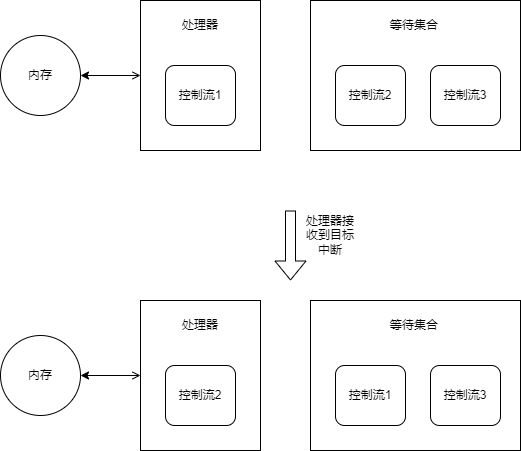 处理器
等待集合
内存
控制流1
控制流2
控制流3
处理器接
收到目标
中断
处理器
等待集合
内存
控制流2
控制流1
控制流3